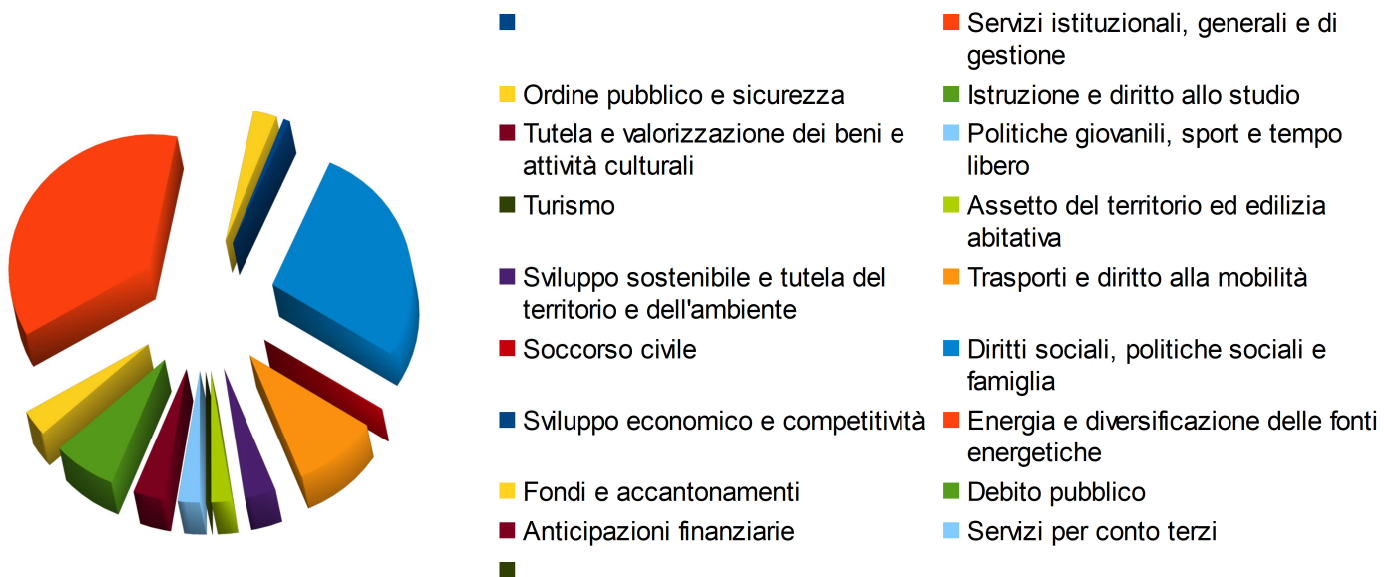 Servizi istituzionali, generali e di
gestione
Ordine pubblico e sicurezza
Istruzione e diritto allo studio
Tutela e valorizzazione dei beni e
attività culturali
Politiche giovanili, sport e tempo
libero
Turismo
Assetto del territorio ed edilizia
abitativa
Sviluppo sostenibile e tutela del
territorio e dell'ambiente
Trasporti e diritto alla mobilità
Soccorso civile
Diritti sociali, politiche sociali e
famiglia
Sviluppo economico e competitività
Energia e diversificazione delle fonti
energetiche
Fondi e accantonamenti
Debito pubblico
Anticipazioni finanziarie
Servizi per conto terzi